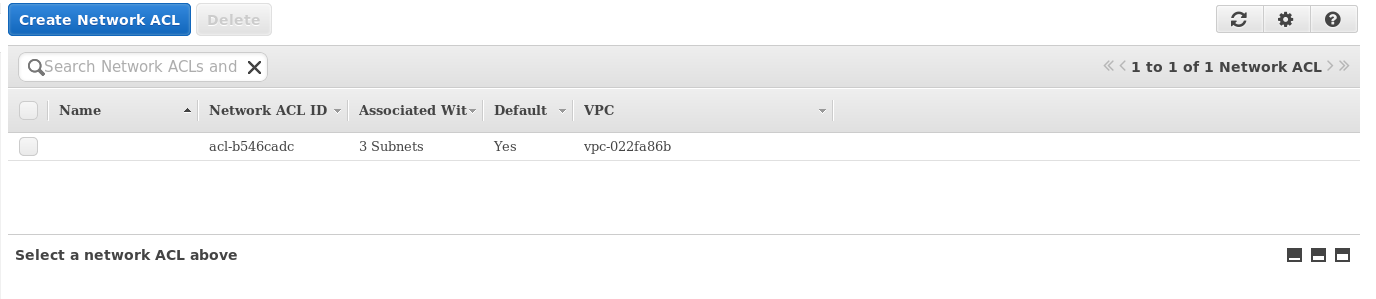 Create Network ACL Delete
Search Network ACLs and
1 to 1 of 1 Network ACL
Name Network ACL ID Associated Wit Default VPC
acl-b546cadc 3 Subnets Yes vpc-022fa86b
Select a network ACL above